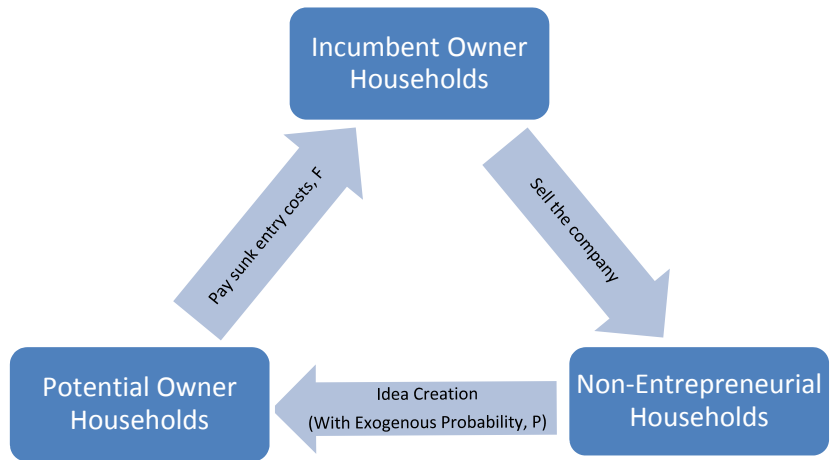 Incumbent Owner
Households
Pay sunk entry costs, F
Sell the company
Potential Owner
Households
Idea Creation
(With Exogenous Probability, P)
Non-Entrepreneurial
Households